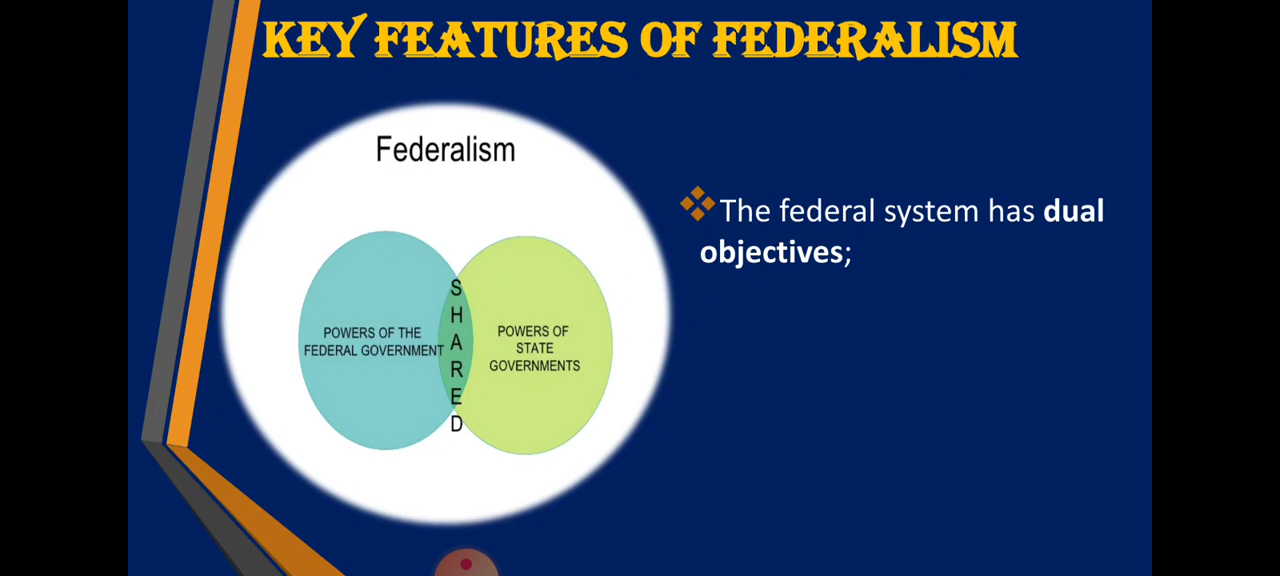 KEY FEATURES OF FEDERALISM
Federalism
POWERS OF THE
FEDERAL GOVERNMENT
SHARED
POWERS OF
STATE
GOVERNMENTS
The federal system has dual
objectives;